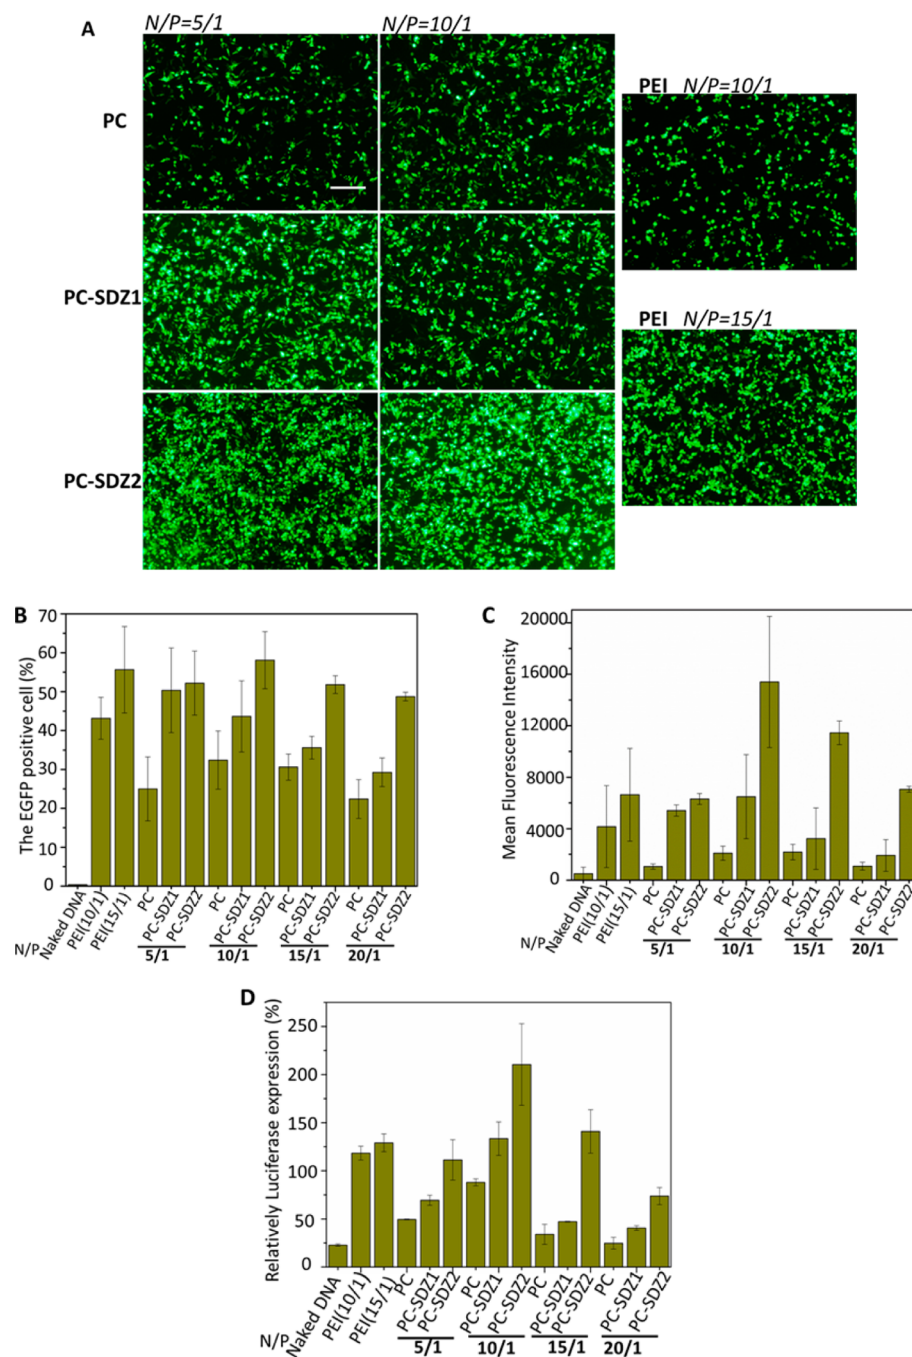 A
N/P=5/1
N/P=10/1
PC
PEI N/P=10/1
PC-SDZ1
PEI N/P=15/1
PC-SDZ2
B
The EGFP positive cell (%)
70
60
50
40
30
20
10
0
Naked DNA
PEI(10/1)
PEI(15/1)
PC
PC-SDZ1
PC-SDZ2
PC
PC-SDZ1
PC-SDZ2
PC
PC-SDZ1
PC-SDZ2
PC
PC-SDZ1
PC-SDZ2
N/P
5/1
10/1
15/1
20/1
C
Mean Fluorescence Intensity
20000
16000
12000
8000
4000
0
Naked DNA
PEI(10/1)
PEI(15/1)
PC
PC-SDZ1
PC-SDZ2
PC
PC-SDZ1
PC-SDZ2
PC
PC-SDZ1
PC-SDZ2
PC
PC-SDZ1
PC-SDZ2
N/P
5/1
10/1
15/1
20/1
D
Relatively Luciferase expression (%)
250
200
150
100
50
0
Naked DNA
PEI(10/1)
PEI(15/1)
PC
PC-SDZ1
PC-SDZ2
PC
PC-SDZ1
PC-SDZ2
PC
PC-SDZ1
PC-SDZ2
PC
PC-SDZ1
PC-SDZ2
N/P
5/1
10/1
15/1
20/1